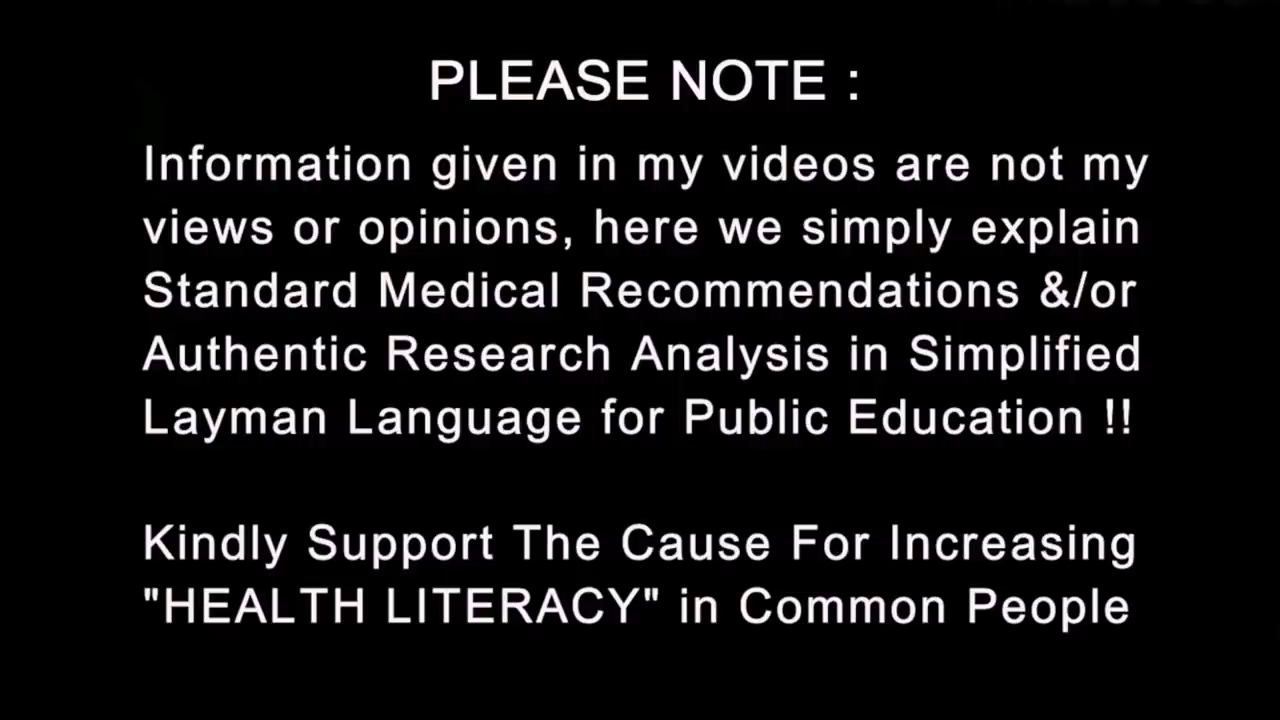 PLEASE NOTE :
Information given in my videos are not my
views or opinions, here we simply explain
Standard Medical Recommendations &/or
Authentic Research Analysis in Simplified
Layman Language for Public Education !!
Kindly Support The Cause For Increasing
"HEALTH LITERACY" in Common People